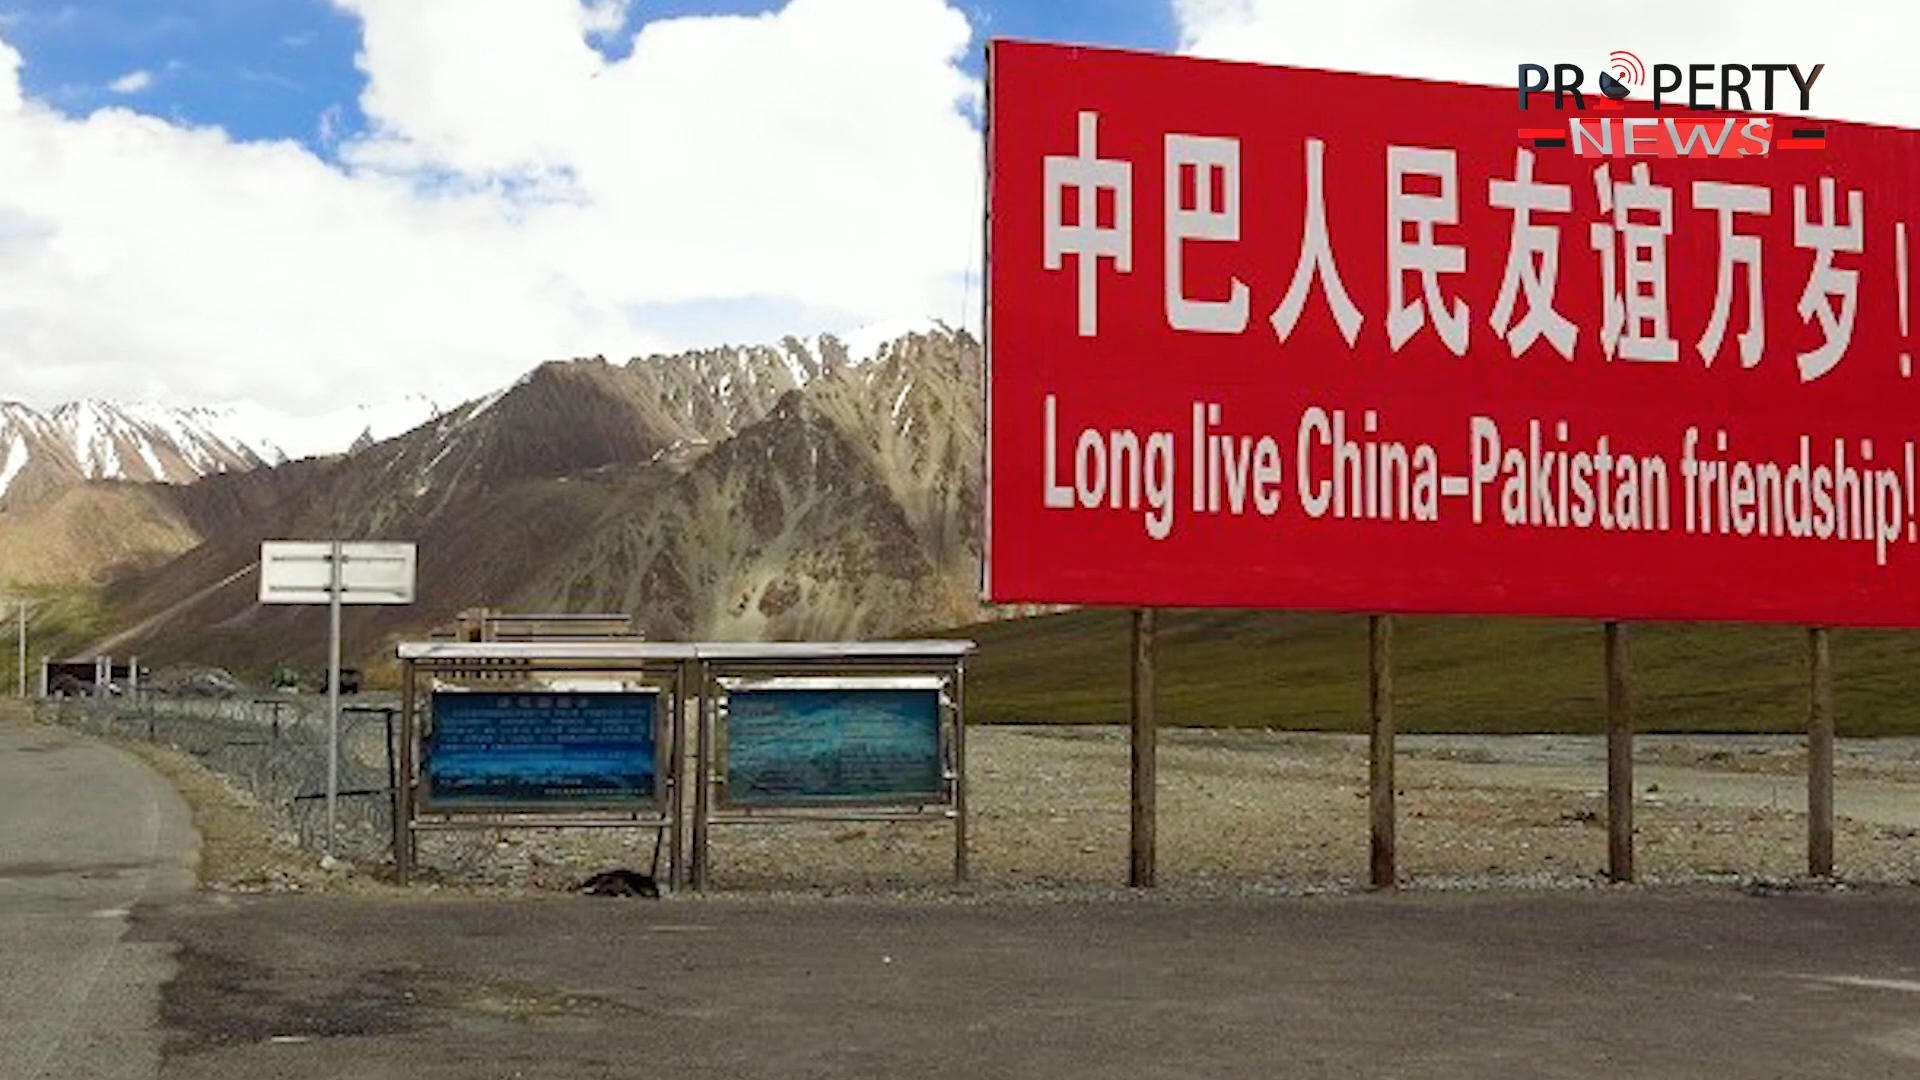 PROPERTY
NEWS
中巴人民友谊万岁！
Long live China-Pakistan friendship!